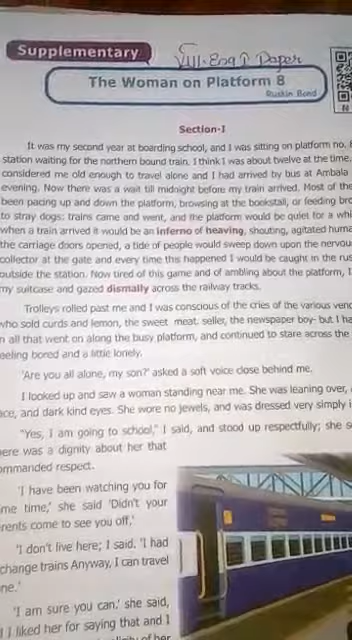 Supplementary
VIII-Eng I Paper
The Woman on Platform 8
Ruskin Bond
N
Section-I
It was my second year at boarding school, and I was sitting on platform no. 8
station waiting for the northern bound train. I think I was about twelve at the time.
considered me old enough to travel alone and I had arrived by bus at Ambala
evening. Now there was a wait till midnight before my train arrived. Most of the
been pacing up and down the platform, browsing at the bookstall, or feeding bro
to stray dogs: trains came and went, and the platform would be quiet for a whi
when a train arrived it would be an inferno of heaving, shouting, agitated huma
the carriage doors opened, a tide of people would sweep down upon the nervou
collector at the gate and every time this happened I would be caught in the rus
outside the station. Now tired of this game and of ambling about the platform, I
my suitcase and gazed dismally across the railway tracks.
Trolleys rolled past me and I was conscious of the cries of the various vend
who sold curds and lemon, the sweet meat, seller, the newspaper boy- but I ha
n all that went on along the busy platform, and continued to stare across the
eeling bored and a little lonely.
'Are you all alone, my son?' asked a soft voice close behind me.
I looked up and saw a woman standing near me. She was leaning over,
ace, and dark kind eyes. She wore no jewels, and was dressed very simply i
"Yes, I am going to school," I said, and stood up respectfully; she s
ere was a dignity about her that
ommanded respect.
'I have been watching you for
me time,' she said 'Didn't your
rents come to see you off,'
'I don't live here; I said. 'I had
change trains Anyway, I can travel
ne.'
'I am sure you can.' she said,
I liked her for saying that and I
of her